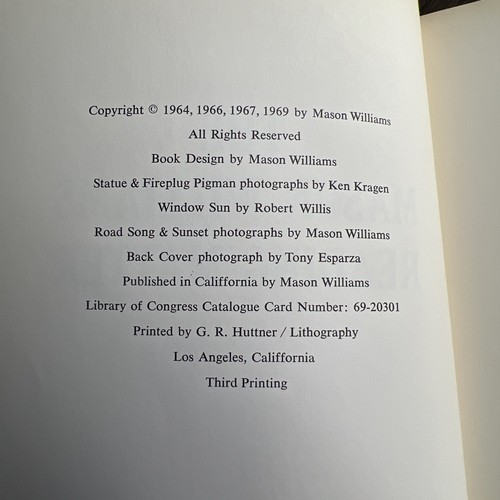 Copyright © 1964, 1966, 1967, 1969 by Mason Williams
All Rights Reserved
Book Design by Mason Williams
Statue & Fireplug Pigman photographs by Ken Kragen
Window Sun by Robert Willis
Road Song & Sunset photographs by Mason Williams
Back Cover photograph by Tony Esparza
Published in Califfornia by Mason Williams
Library of Congress Catalogue Card Number: 69-20301
Printed by G. R. Huttner / Lithography
Los Angeles, Califfornia
Third Printing